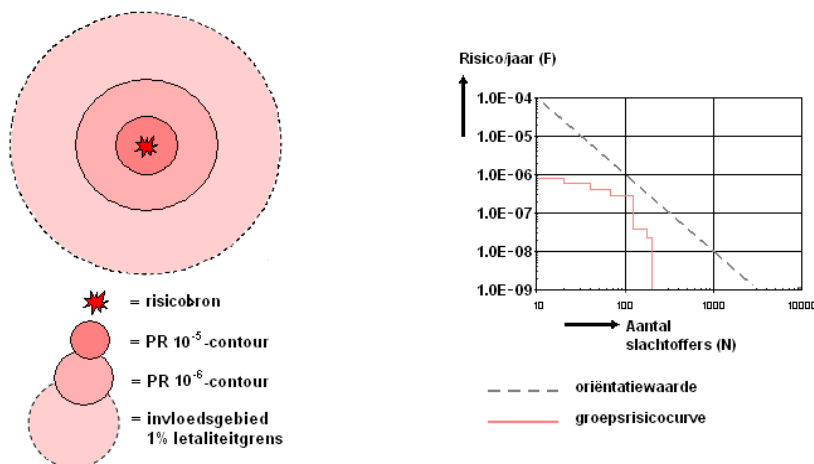 = risicobron
= PR 10⁻⁵-contour
= PR 10⁻⁶-contour
= invloedsgebied
1% letaliteitgrens
Risico/jaar (F)
1.0E-04
1.0E-05
1.0E-06
1.0E-07
1.0E-08
1.0E-09
10
100
1000
10000
Aantal
slachtoffers (N)
oriëntatiewaarde
groepsrisicocurve